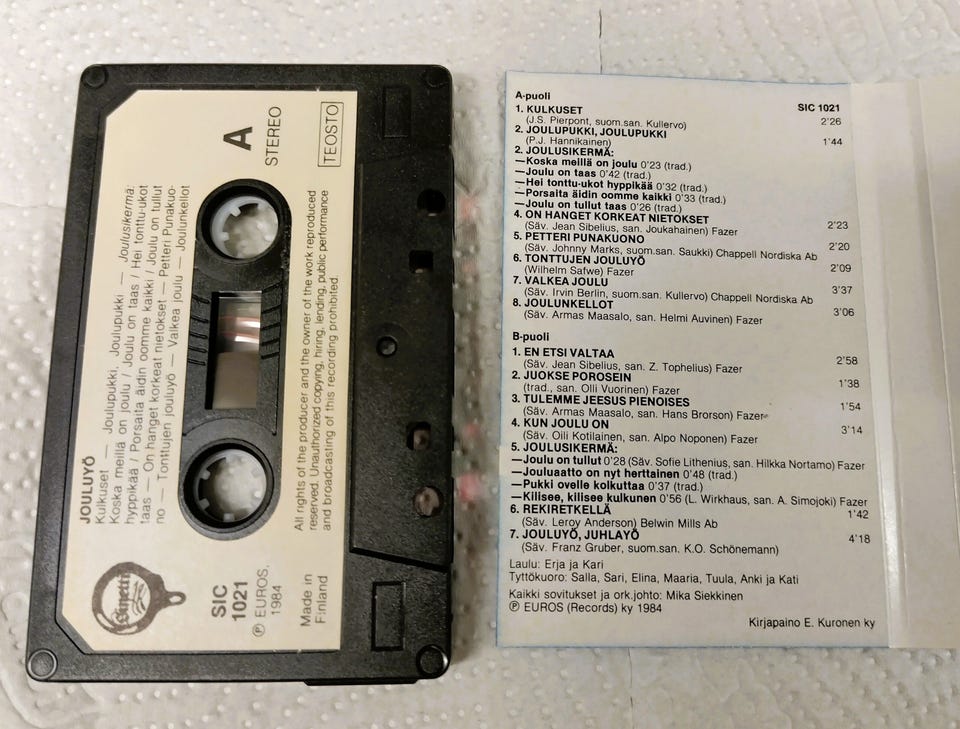 JOULUYÖ
Kulkuset — Joulupukki, Joulupukki — Joulusikermä:
Koska meillä on joulu / Joulu on taas / Hei tonttu-ukot
hyppikää / Porsaita äidin oomme kaikki / Joulu on tullut
taas — On hanget korkeat nietokset — Petteri Punakuo-
no — Tonttujen jouluyö — Valkea joulu — Joulunkellot
A
STEREO
TEOSTO
Sinetti
SIC
1021
Ⓟ EUROS,
1984
Made in
Finland
All rights of the producer and the owner of the work reproduced
reserved. Unauthorized copying, hiring, lending, public performance
and broadcasting of this recording prohibited.
A-puoli
SIC 1021
1. KULKUSET
(J.S. Pierpont, suom.san. Kullervo) 2'26
2. JOULUPUKKI, JOULUPUKKI
(P.J. Hannikainen) 1'44
2. JOULUSIKERMÄ:
—Koska meillä on joulu 0'23 (trad.)
—Joulu on taas 0'42 (trad.)
—Hei tonttu-ukot hyppikää 0'32 (trad.)
—Porsaita äidin oomme kaikki 0'33 (trad.)
—Joulu on tullut taas 0'26 (trad.)
4. ON HANGET KORKEAT NIETOKSET
(Säv. Jean Sibelius, san. Joukahainen) Fazer 2'23
5. PETTERI PUNAKUONO
(Säv. Johnny Marks, suom.san. Saukki) Chappell Nordiska Ab 2'20
6. TONTTUJEN JOULUYÖ
(Wilhelm Safwe) Fazer 2'09
7. VALKEA JOULU
(Säv. Irvin Berlin, suom.san. Kullervo) Chappell Nordiska Ab 3'37
8. JOULUNKELLOT
(Säv. Armas Maasalo, san. Helmi Auvinen) Fazer 3'06
B-puoli
1. EN ETSI VALTAA
(Säv. Jean Sibelius, san. Z. Tophelius) Fazer 2'58
2. JUOKSE POROSEIN
(trad., san. Olli Vuorinen) Fazer 1'38
3. TULEMME JEESUS PIENOISES
(Säv. Armas Maasalo, san. Hans Brorson) Fazer 1'54
4. KUN JOULU ON
(Säv. Oili Kotilainen, san. Alpo Noponen) Fazer 3'14
5. JOULUSIKERMÄ:
—Joulu on tullut 0'28 (Säv. Sofie Lithenius, san. Hilkka Nortamo) Fazer
—Jouluaatto on nyt herttainen 0'48 (trad.)
—Pukki ovelle kolkuttaa 0'37 (trad.)
—Kilisee, kilisee kulkunen 0'56 (L. Wirkhaus, san. A. Simojoki) Fazer
6. REKIRETKELLÄ 1'42
(Säv. Leroy Anderson) Belwin Mills Ab
7. JOULUYÖ, JUHLAYÖ 4'18
(Säv. Franz Gruber, suom.san. K.O. Schönemann)
Laulu: Erja ja Kari
Tyttökuoro: Salla, Sari, Elina, Maaria, Tuula, Anki ja Kati
Kaikki sovitukset ja ork.johto: Mika Siekkinen
Ⓟ EUROS (Records) ky 1984
Kirjapaino E. Kuronen ky